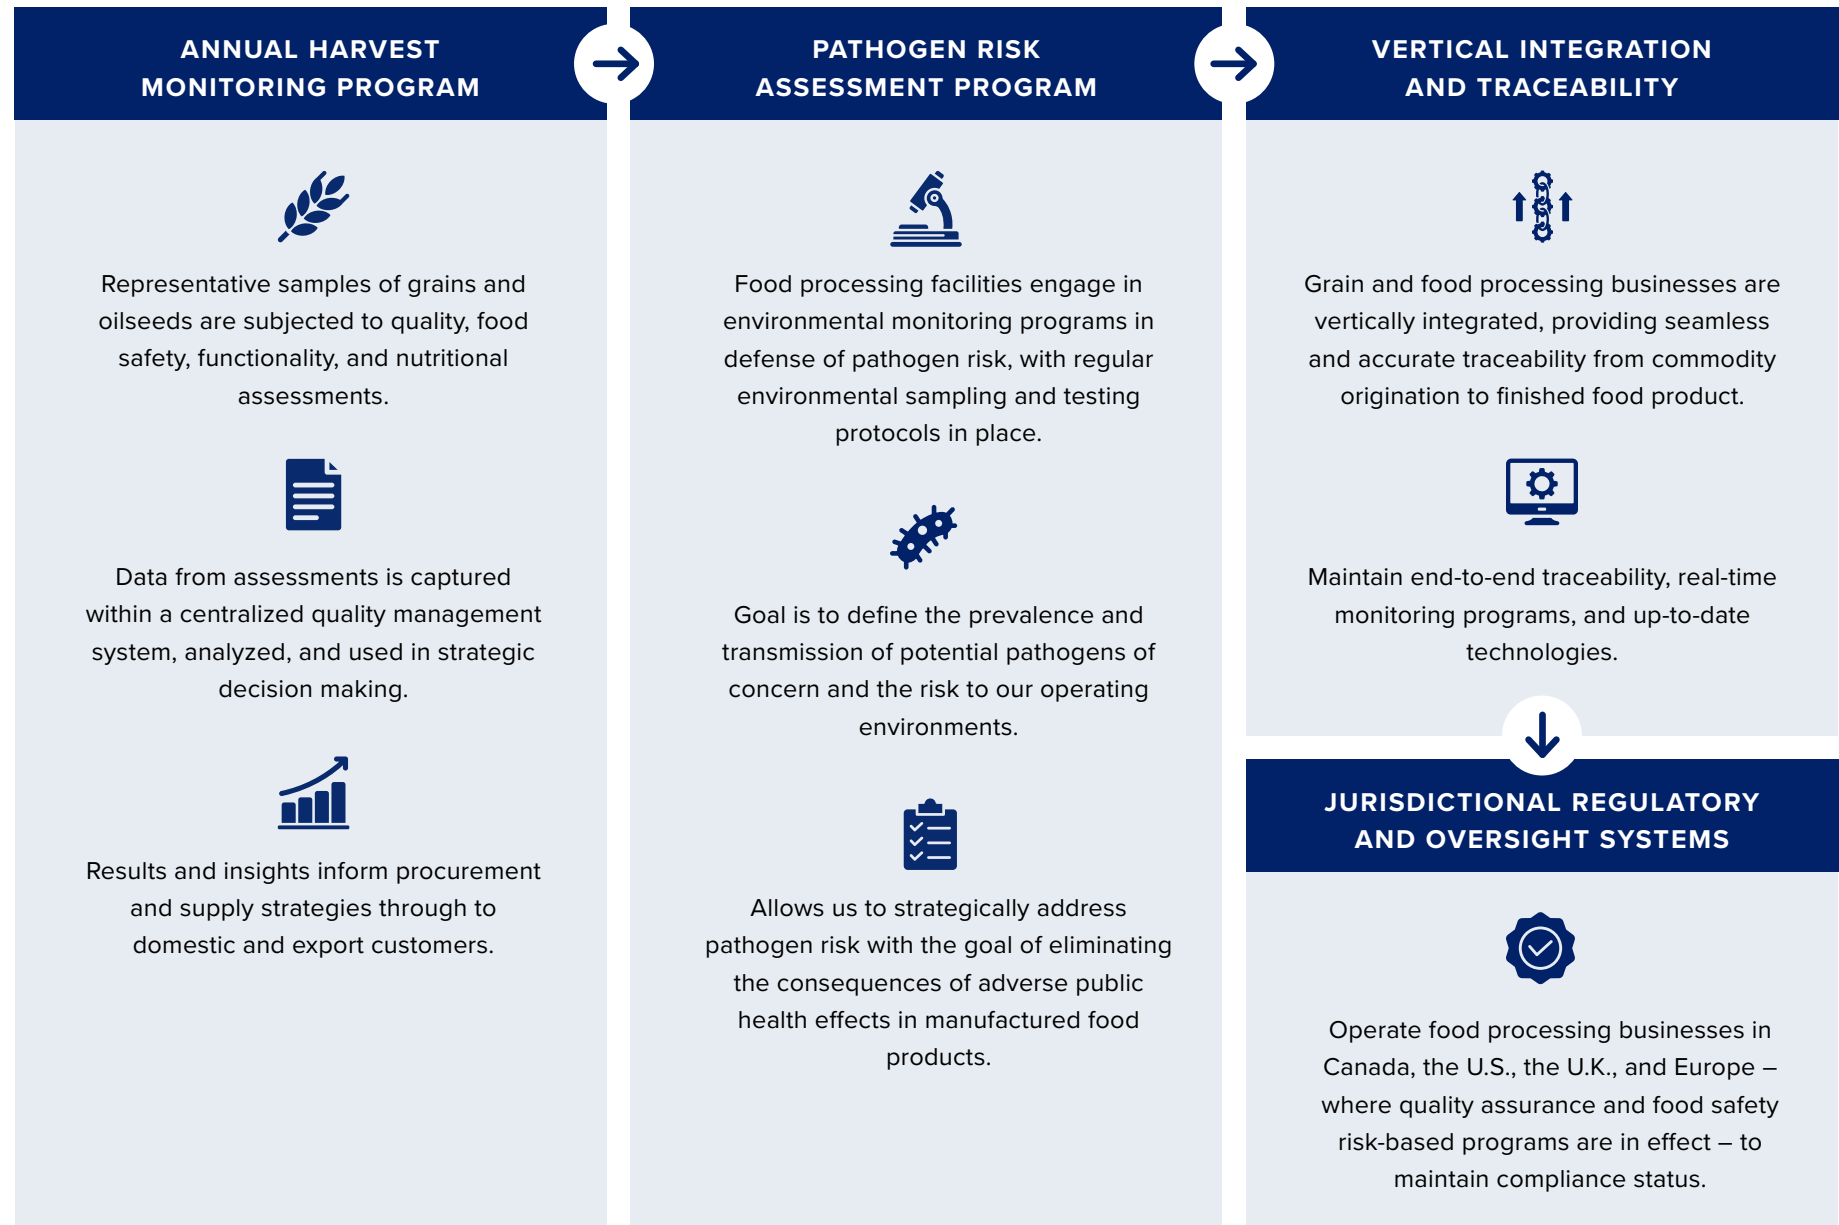 ANNUAL HARVEST
MONITORING PROGRAM
Representative samples of grains and
oilseeds are subjected to quality, food
safety, functionality, and nutritional
assessments.
Data from assessments is captured
within a centralized quality management
system, analyzed, and used in strategic
decision making.
Results and insights inform procurement
and supply strategies through to
domestic and export customers.
PATHOGEN RISK
ASSESSMENT PROGRAM
Food processing facilities engage in
environmental monitoring programs in
defense of pathogen risk, with regular
environmental sampling and testing
protocols in place.
Goal is to define the prevalence and
transmission of potential pathogens of
concern and the risk to our operating
environments.
Allows us to strategically address
pathogen risk with the goal of eliminating
the consequences of adverse public
health effects in manufactured food
products.
VERTICAL INTEGRATION
AND TRACEABILITY
Grain and food processing businesses are
vertically integrated, providing seamless
and accurate traceability from commodity
origination to finished food product.
Maintain end-to-end traceability, real-time
monitoring programs, and up-to-date
technologies.
JURISDICTIONAL REGULATORY
AND OVERSIGHT SYSTEMS
Operate food processing businesses in
Canada, the U.S., the U.K., and Europe –
where quality assurance and food safety
risk-based programs are in effect – to
maintain compliance status.